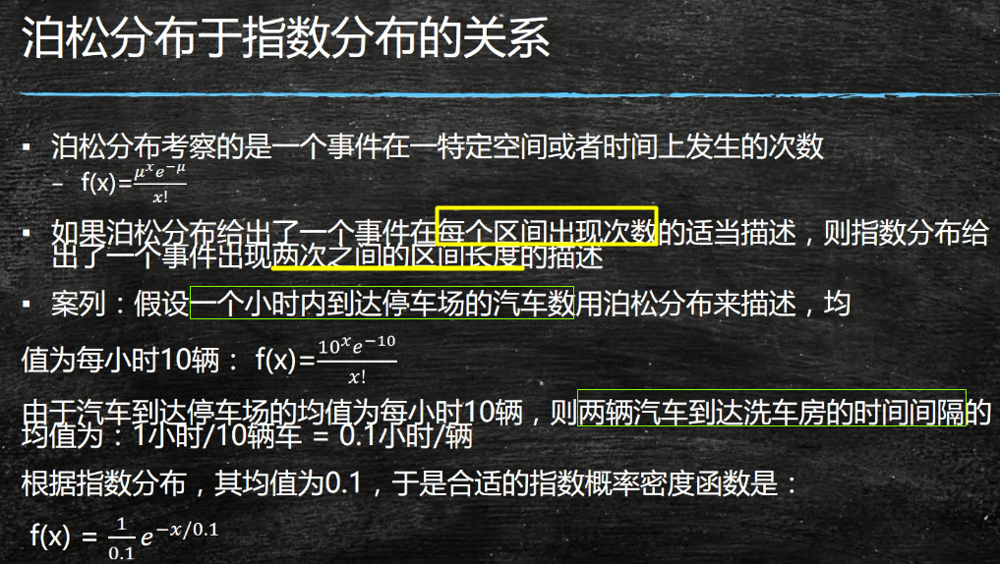 泊松分布于指数分布的关系
▪ 泊松分布考察的是一个事件在一特定空间或者时间上发生的次数
– f(x)=\frac{μ^x e^{−μ}}{x!}
▪ 如果泊松分布给出了一个事件在每个区间出现次数的适当描述，则指数分布给
出了一个事件出现两次之间的区间长度的描述
▪ 案列：假设一个小时内到达停车场的汽车数用泊松分布来描述，均
值为每小时10辆： f(x)=\frac{10^x e^{−10}}{x!}
由于汽车到达停车场的均值为每小时10辆，则两辆汽车到达洗车房的时间间隔的
均值为：1小时/10辆车 = 0.1小时/辆
根据指数分布，其均值为0.1，于是合适的指数概率密度函数是：
f(x) = \frac{1}{0.1} e^{−x/0.1}